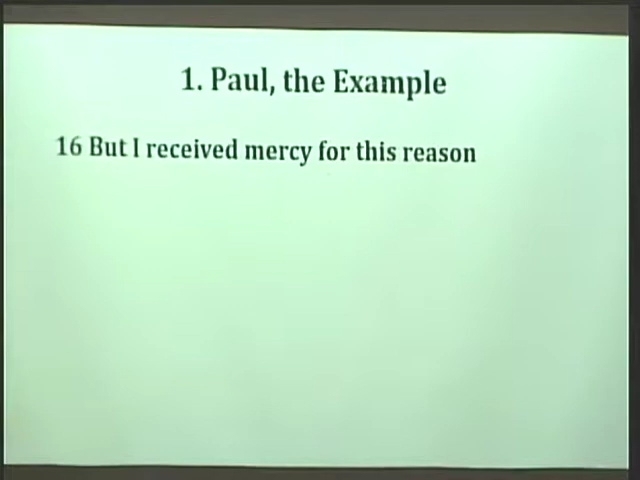 1. Paul, the Example
16 But I received mercy for this reason